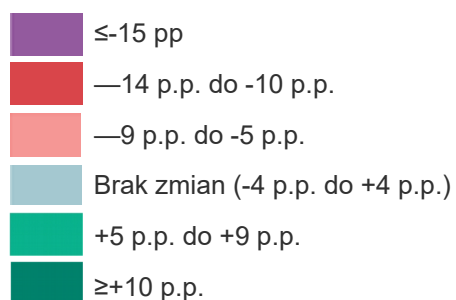 ≤-15 pp
—14 p.p. do -10 p.p.
—9 p.p. do -5 p.p.
Brak zmian (-4 p.p. do +4 p.p.)
+5 p.p. do +9 p.p.
≥+10 p.p.